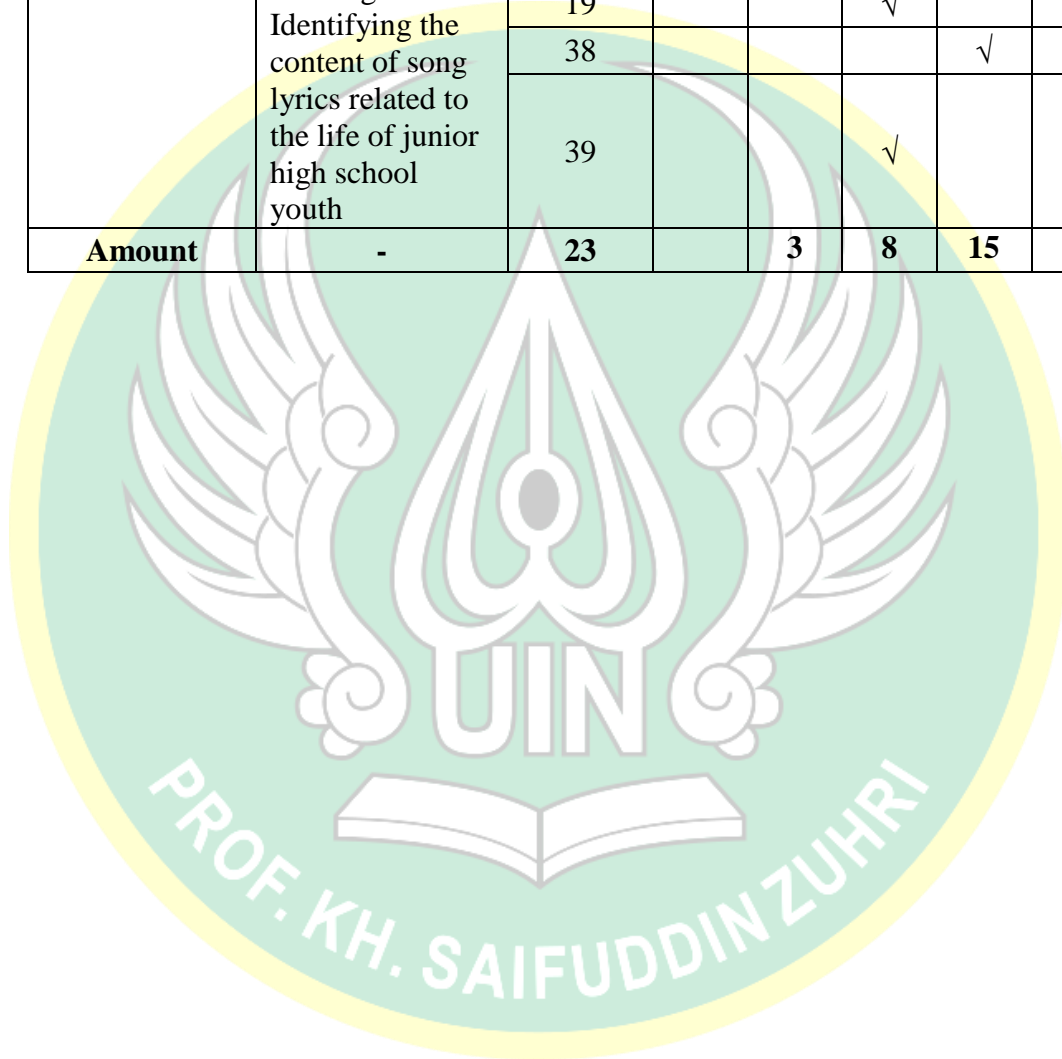 19 √
Identifying the
content of song
lyrics related to
the life of junior
high school
youth
38 √
39 √
Amount - 23 3 8 15
UIN
PROF. KH. SAIFUDDIN ZUHRI